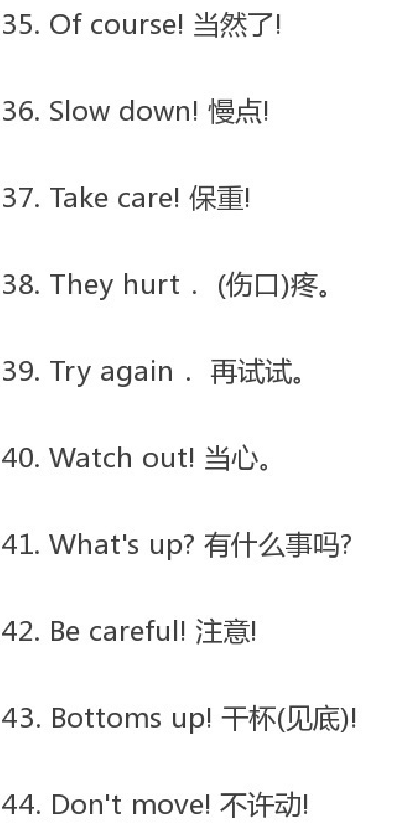 35. Of course! 当然了!
36. Slow down! 慢点!
37. Take care! 保重!
38. They hurt． (伤口)疼。
39. Try again． 再试试。
40. Watch out! 当心。
41. What's up? 有什么事吗?
42. Be careful! 注意!
43. Bottoms up! 干杯(见底)!
44. Don't move! 不许动!